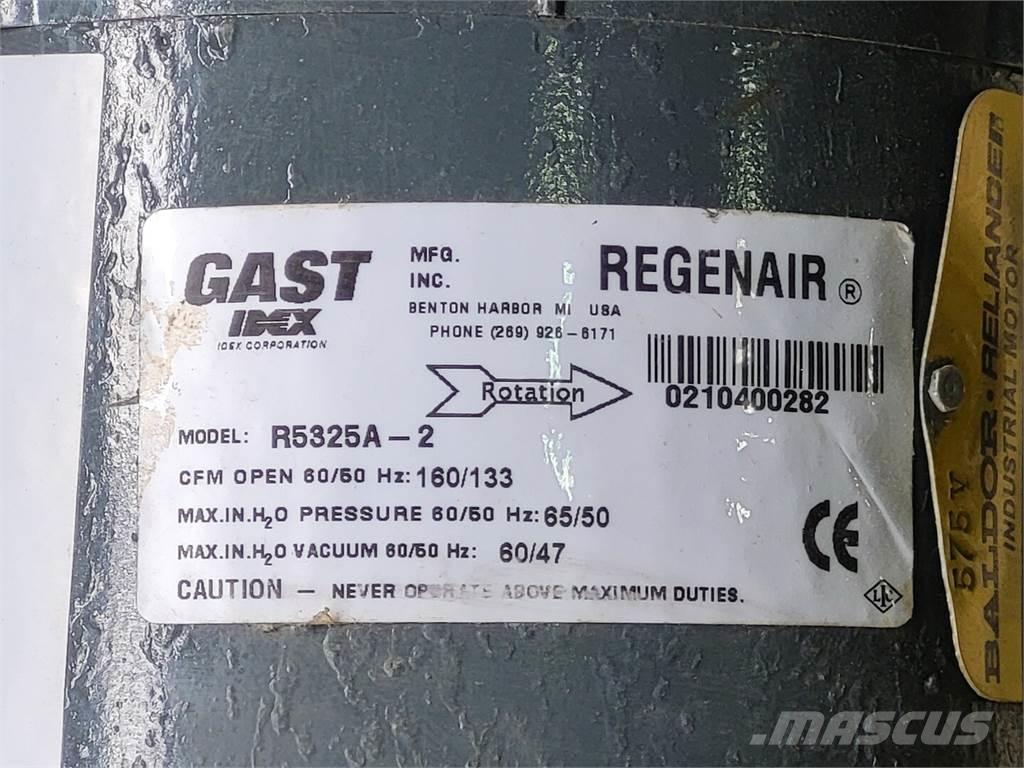 GAST
IDEX
IDEX CORPORATION
MFG.
INC.
BENTON HARBOR MI USA
PHONE (269) 926-6171
REGENAIR ®
Rotation
0210400282
MODEL: R5325A-2
CFM OPEN 60/50 Hz: 160/133
MAX.IN.H₂O PRESSURE 60/50 Hz: 65/50
MAX.IN.H₂O VACUUM 60/50 Hz: 60/47
CAUTION – NEVER OPERATE ABOVE MAXIMUM DUTIES.
CE
575V
BALDOR·RELIANCE
INDUSTRIAL MOTOR
MASCUS